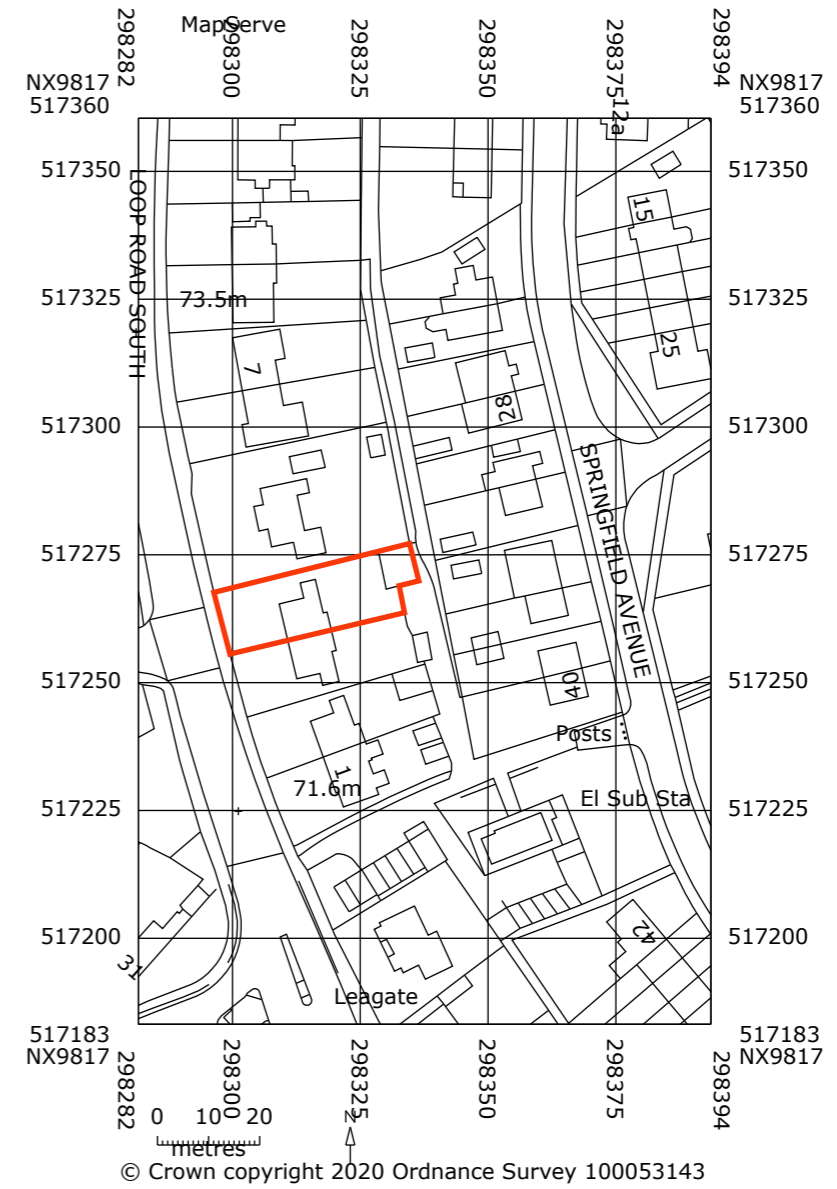 MapServe
298282
298300
298325
298350
298375
298394
NX9817
517360
NX9817
517360
12a
517350
517350
LOOP ROAD SOUTH
15
517325
73.5m
517325
7
25
517300
28
517300
SPRINGFIELD AVENUE
517275
517275
517250
40
517250
Posts
1
71.6m
El Sub Sta
517225
517225
517200
42
517200
31
Leagate
517183
NX9817
517183
NX9817
298282
298300
298325
298350
298375
298394
0 10 20
metres
N
© Crown copyright 2020 Ordnance Survey 100053143